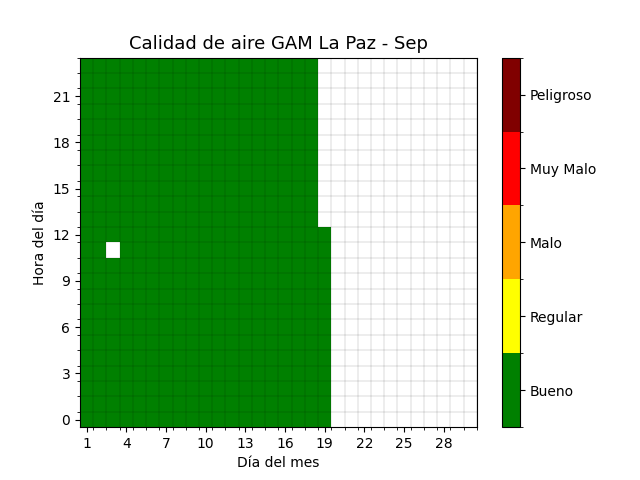 Calidad de aire GAM La Paz - Sep
Hora del día
21
18
15
12
9
6
3
0
1 4 7 10 13 16 19 22 25 28
Día del mes
Peligroso
Muy Malo
Malo
Regular
Bueno